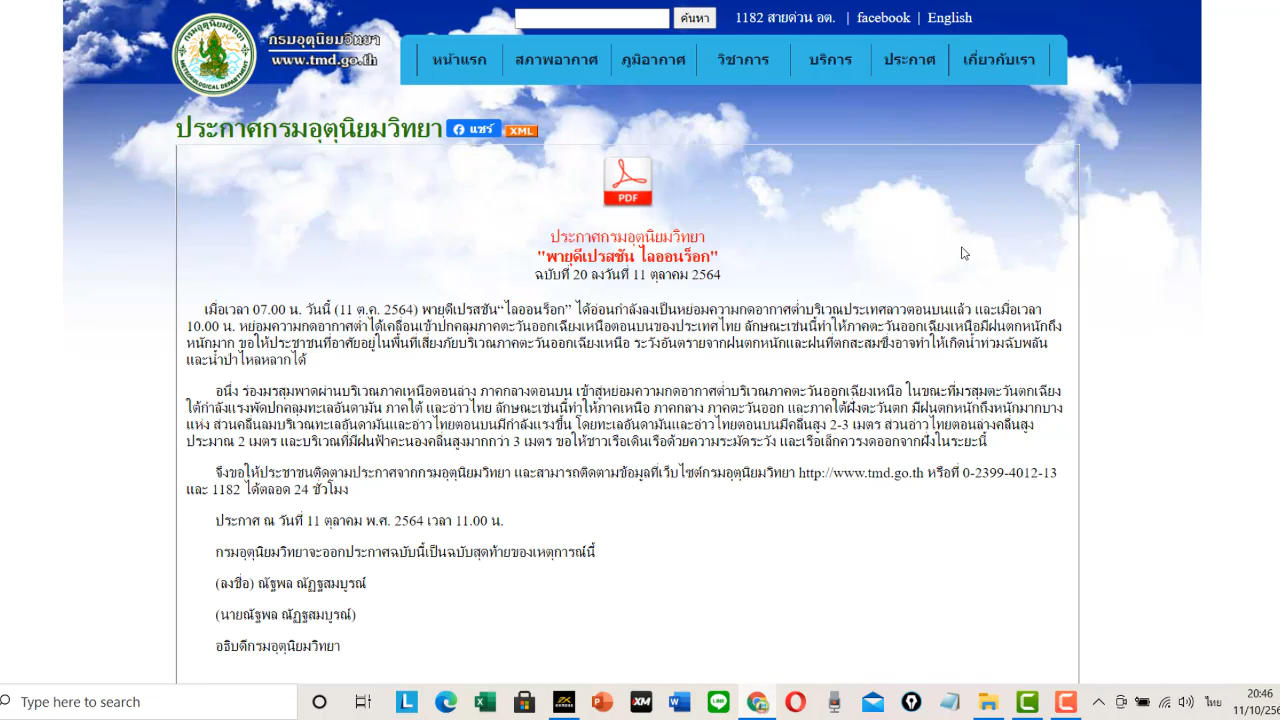 ค้นหา
1182 สายด่วน อต. | facebook | English
กรมอุตุนิยมวิทยา
www.tmd.go.th
หน้าแรก
สภาพอากาศ
ภูมิอากาศ
วิชาการ
บริการ
ประกาศ
เกี่ยวกับเรา
กรมอุตุนิยมวิทยา
METEOROLOGICAL DEPARTMENT
ประกาศกรมอุตุนิยมวิทยา
แชร์
XML
PDF
ประกาศกรมอุตุนิยมวิทยา
"พายุดีเปรสชัน ไลออนร็อก"
ฉบับที่ 20 ลงวันที่ 11 ตุลาคม 2564
เมื่อเวลา 07.00 น. วันนี้ (11 ต.ค. 2564) พายุดีเปรสชัน“ไลออนร็อก” ได้อ่อนกำลังลงเป็นหย่อมความกดอากาศต่ำบริเวณประเทศลาวตอนบนแล้ว และเมื่อเวลา
10.00 น. หย่อมความกดอากาศต่ำได้เคลื่อนเข้าปกคลุมภาคตะวันออกเฉียงเหนือตอนบนของประเทศไทย ลักษณะเช่นนี้ทำให้ภาคตะวันออกเฉียงเหนือมีฝนตกหนักถึง
หนักมาก ขอให้ประชาชนที่อาศัยอยู่ในพื้นที่เสี่ยงภัยบริเวณภาคตะวันออกเฉียงเหนือ ระวังอันตรายจากฝนตกหนักและฝนที่ตกสะสมซึ่งอาจทำให้เกิดน้ำท่วมฉับพลัน
และน้ำป่าไหลหลากได้
อนึ่ง ร่องมรสุมพาดผ่านบริเวณภาคเหนือตอนล่าง ภาคกลางตอนบน เข้าสู่หย่อมความกดอากาศต่ำบริเวณภาคตะวันออกเฉียงเหนือ ในขณะที่มรสุมตะวันตกเฉียง
ใต้กำลังแรงพัดปกคลุมทะเลอันดามัน ภาคใต้ และอ่าวไทย ลักษณะเช่นนี้ทำให้ภาคเหนือ ภาคกลาง ภาคตะวันออก และภาคใต้ฝั่งตะวันตก มีฝนตกหนักถึงหนักมากบาง
แห่ง ส่วนคลื่นลมบริเวณทะเลอันดามันและอ่าวไทยตอนบนมีกำลังแรงขึ้น โดยทะเลอันดามันและอ่าวไทยตอนบนมีคลื่นสูง 2-3 เมตร ส่วนอ่าวไทยตอนล่างคลื่นสูง
ประมาณ 2 เมตร และบริเวณที่มีฝนฟ้าคะนองคลื่นสูงมากกว่า 3 เมตร ขอให้ชาวเรือเดินเรือด้วยความระมัดระวัง และเรือเล็กควรงดออกจากฝั่งในระยะนี้
จึงขอให้ประชาชนติดตามประกาศจากกรมอุตุนิยมวิทยา และสามารถติดตามข้อมูลที่เว็บไซต์กรมอุตุนิยมวิทยา http://www.tmd.go.th หรือที่ 0-2399-4012-13
และ 1182 ได้ตลอด 24 ชั่วโมง
ประกาศ ณ วันที่ 11 ตุลาคม พ.ศ. 2564 เวลา 11.00 น.
กรมอุตุนิยมวิทยาจะออกประกาศฉบับนี้เป็นฉบับสุดท้ายของเหตุการณ์นี้
(ลงชื่อ) ณัฐพล ณัฏฐสมบูรณ์
(นายณัฐพล ณัฏฐสมบูรณ์)
อธิบดีกรมอุตุนิยมวิทยา
Type here to search
L
XM
LINE
ไทย
20:46
11/10/256